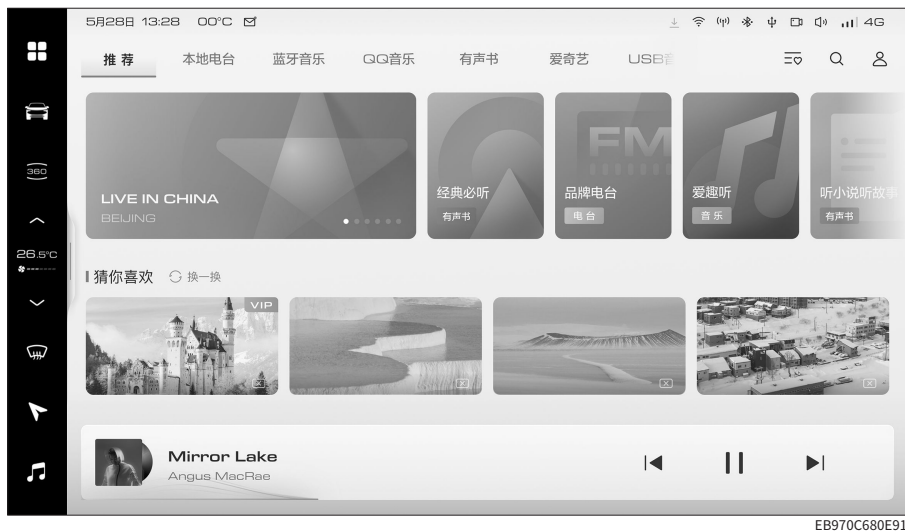 5月28日 13:28 00°C 4G
推荐 本地电台 蓝牙音乐 QQ音乐 有声书 爱奇艺 USB音
360
26.5°C
LIVE IN CHINA
BEIJING
经典必听
有声书
FM
品牌电台
电台
爱趣听
音乐
听小说听故事
有声书
猜你喜欢 换一换
VIP
Mirror Lake
Angus MacRae
EB970C680E91